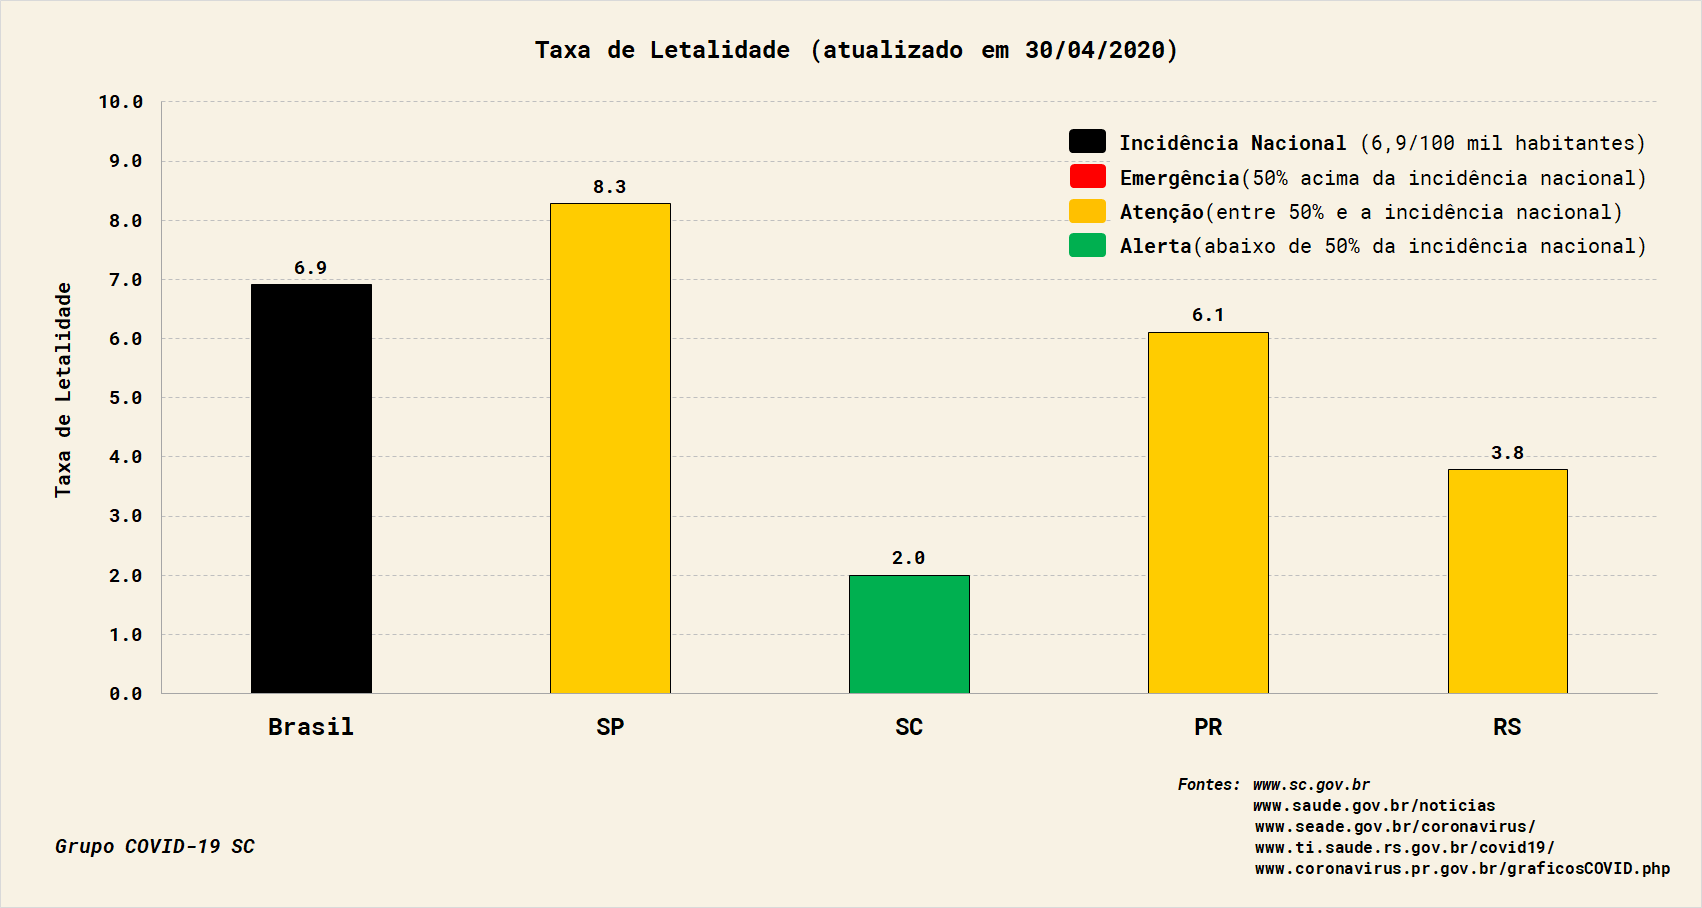 Taxa de Letalidade (atualizado em 30/04/2020)
10.0
9.0
8.0
7.0
6.0
5.0
4.0
3.0
2.0
1.0
0.0
Taxa de Letalidade
Incidência Nacional (6,9/100 mil habitantes)
Emergência(50% acima da incidência nacional)
Atenção(entre 50% e a incidência nacional)
Alerta(abaixo de 50% da incidência nacional)
6.9
8.3
2.0
6.1
3.8
Brasil
SP
SC
PR
RS
Fontes: www.sc.gov.br
www.saude.gov.br/noticias
www.seade.gov.br/coronavirus/
www.ti.saude.rs.gov.br/covid19/
www.coronavirus.pr.gov.br/graficosCOVID.php
Grupo COVID-19 SC